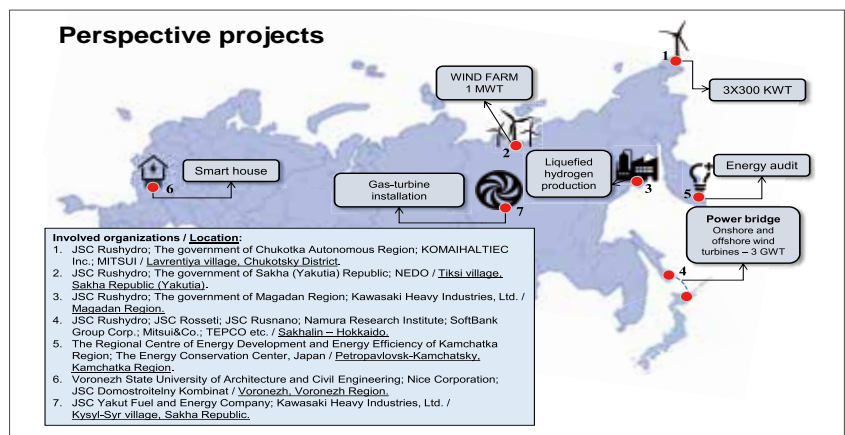 Perspective projects
1
3X300 KWT
WIND FARM
1 MWT
2
Smart house
6
Liquefied
hydrogen
production
3
Energy audit
5
Gas-turbine
installation
7
Power bridge
Onshore and
offshore wind
turbines – 3 GWT
4
Involved organizations / Location:
1. JSC Rushydro; The government of Chukotka Autonomous Region; KOMAIHALTIEC
Inc.; MITSUI / Lavrentiya village, Chukotsky District.
2. JSC Rushydro; The government of Sakha (Yakutia) Republic; NEDO / Tiksi village,
Sakha Republic (Yakutia).
3. JSC Rushydro; The government of Magadan Region; Kawasaki Heavy Industries, Ltd. /
Magadan Region.
4. JSC Rushydro; JSC Rosseti; JSC Rusnano; Namura Research Institute; SoftBank
Group Corp.; Mitsui&Co.; TEPCO etc. / Sakhalin – Hokkaido.
5. The Regional Centre of Energy Development and Energy Efficiency of Kamchatka
Region; The Energy Conservation Center, Japan / Petropavlovsk-Kamchatsky,
Kamchatka Region.
6. Voronezh State University of Architecture and Civil Engineering; Nice Corporation;
JSC Domostroitelny Kombinat / Voronezh, Voronezh Region.
7. JSC Yakut Fuel and Energy Company; Kawasaki Heavy Industries, Ltd. /
Kysyl-Syr village, Sakha Republic.